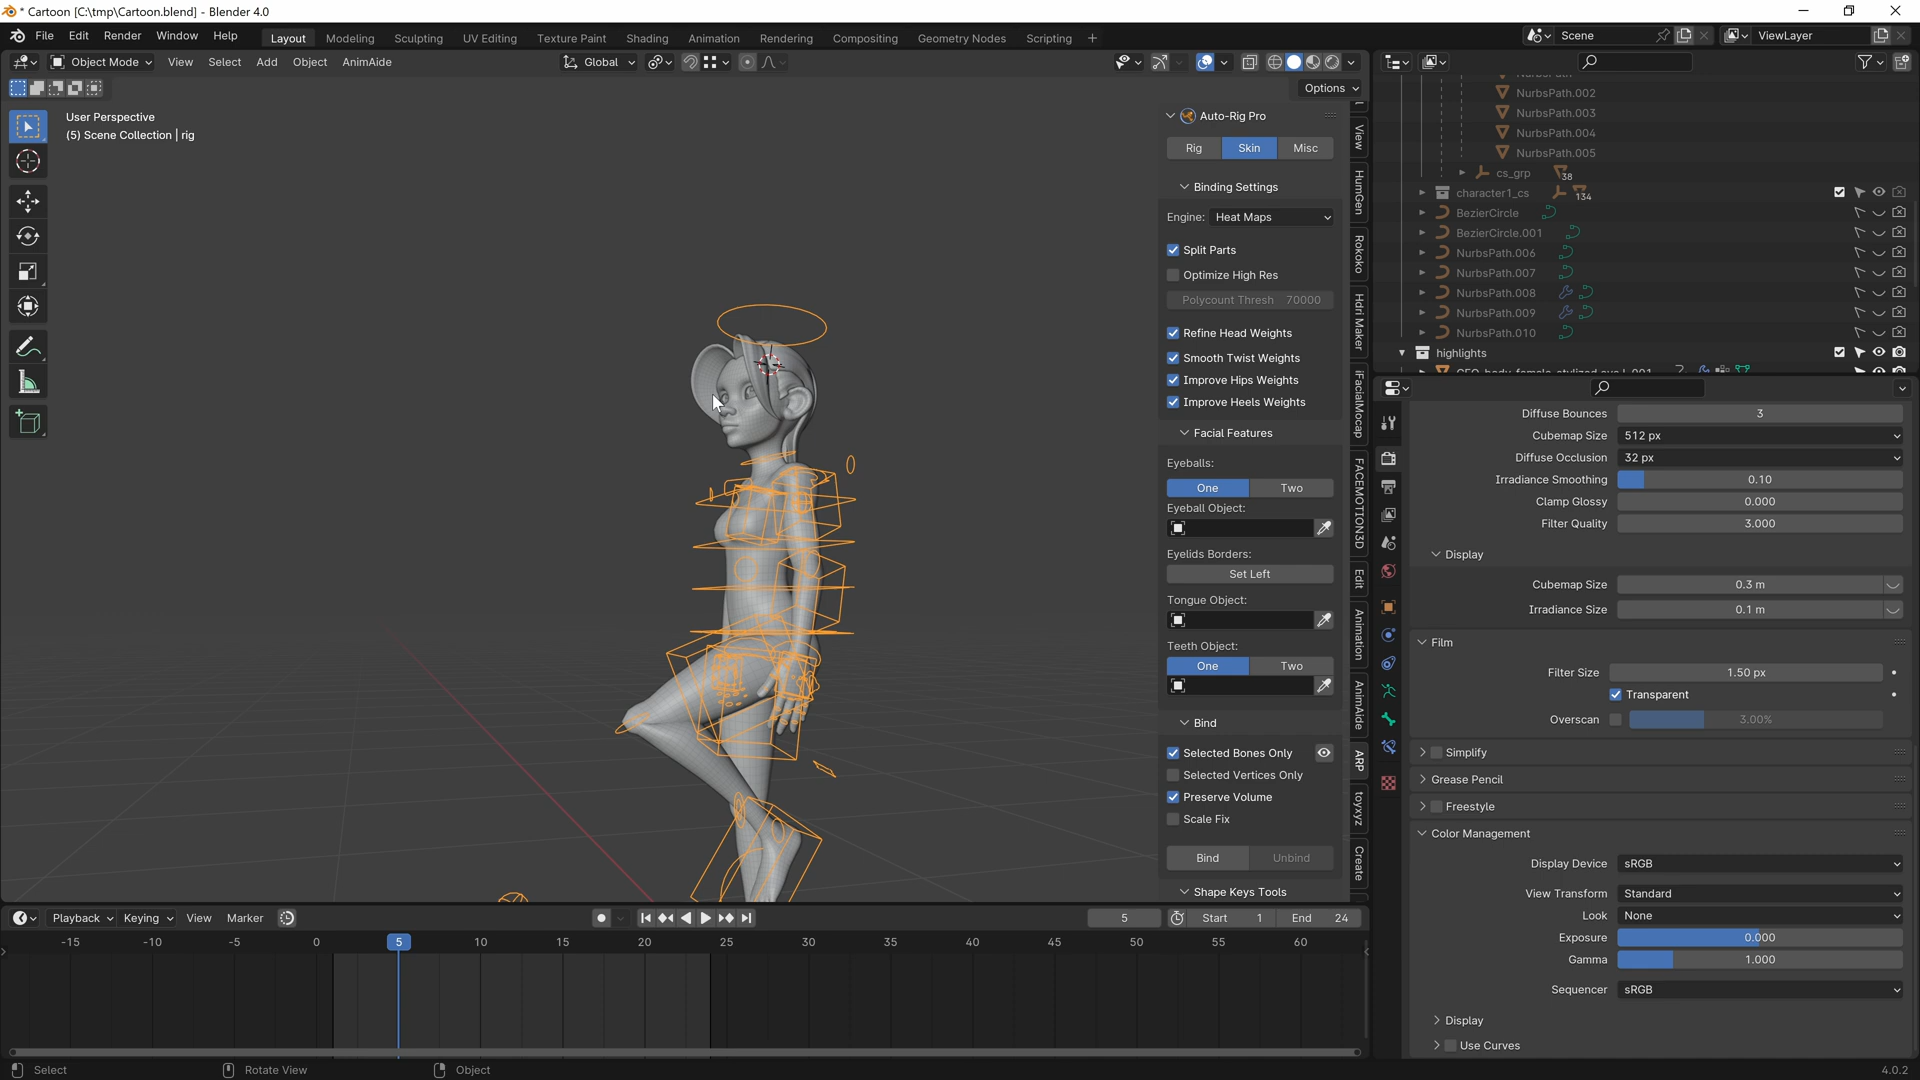 * Cartoon [C:\tmp\Cartoon.blend] - Blender 4.0
File Edit Render Window Help Layout Modeling Sculpting UV Editing Texture Paint Shading Animation Rendering Compositing Geometry Nodes Scripting + Scene ViewLayer
Object Mode View Select Add Object AnimAide Global
Options
User Perspective
(5) Scene Collection | rig
Auto-Rig Pro
Rig Skin Misc
Binding Settings
Engine: Heat Maps
Split Parts
Optimize High Res
Polycount Thresh 70000
Refine Head Weights
Smooth Twist Weights
Improve Hips Weights
Improve Heels Weights
Facial Features
Eyeballs:
One Two
Eyeball Object:
Eyelids Borders:
Set Left
Tongue Object:
Teeth Object:
One Two
Bind
Selected Bones Only
Selected Vertices Only
Preserve Volume
Scale Fix
Bind Unbind
Shape Keys Tools
View
HumGen
Rokoko
Hdri Maker
iFacialMocap
FACEMOTION3D
Edit
Animation
AnimAide
ARP
toyxyz
Create
NurbsPath.002
NurbsPath.003
NurbsPath.004
NurbsPath.005
cs_grp 38
character1_cs 134
BezierCircle
BezierCircle.001
NurbsPath.006
NurbsPath.007
NurbsPath.008
NurbsPath.009
NurbsPath.010
highlights
Diffuse Bounces 3
Cubemap Size 512 px
Diffuse Occlusion 32 px
Irradiance Smoothing 0.10
Clamp Glossy 0.000
Filter Quality 3.000
Display
Cubemap Size 0.3 m
Irradiance Size 0.1 m
Film
Filter Size 1.50 px
Transparent
Overscan 3.00%
Simplify
Grease Pencil
Freestyle
Color Management
Display Device sRGB
View Transform Standard
Look None
Exposure 0.000
Gamma 1.000
Sequencer sRGB
Display
Use Curves
Playback Keying View Marker 5 Start 1 End 24
-15 -10 -5 0 5 10 15 20 25 30 35 40 45 50 55 60
Select Rotate View Object 4.0.2